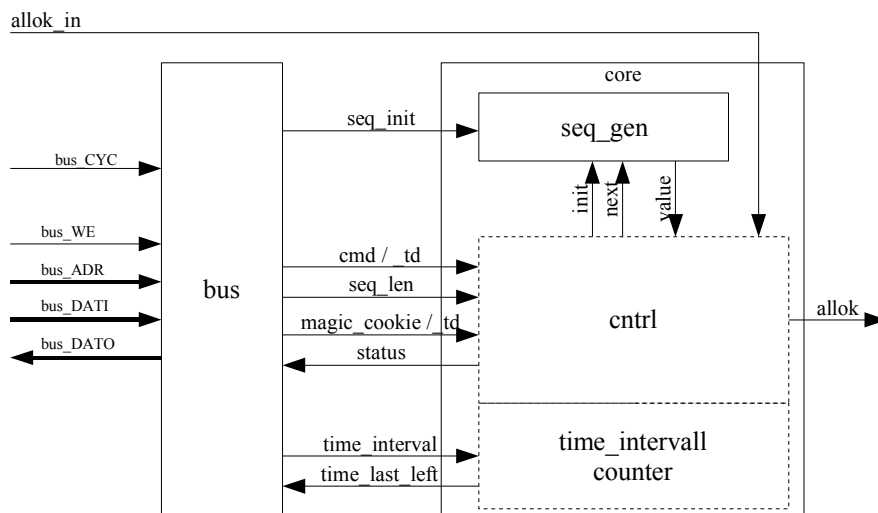 allok_in
core
seq_init
seq_gen
bus_CYC
init
next
value
bus_WE
cmd / _td
bus_ADR
seq_len
bus
bus_DATI
magic_cookie /_td
cntrl
allok
bus_DATO
status
time_interval
time_intervall
counter
time_last_left